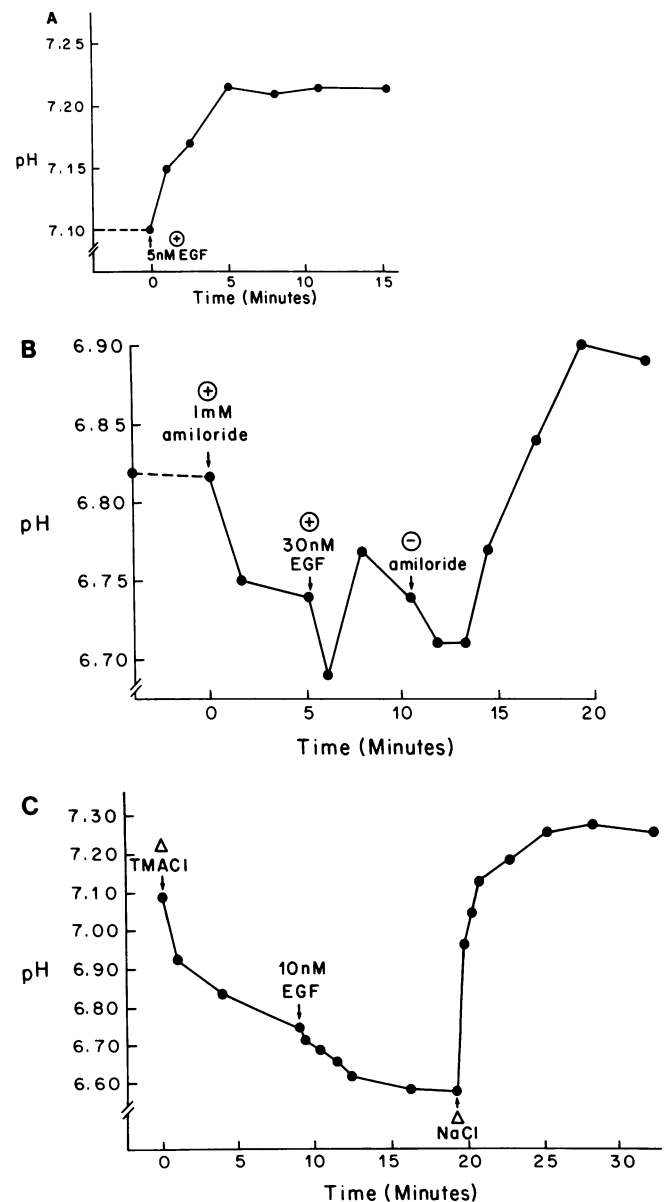 A
7.25
7.20
pH
7.15
7.10
+
5nM EGF
0 5 10 15
Time (Minutes)
B
6.90
+
1mM
amiloride
6.85
6.80
pH
+
30nM
EGF
−
amiloride
6.75
6.70
0 5 10 15 20
Time (Minutes)
C
7.30
7.20
Δ
TMACl
7.10
7.00
pH
6.90
10nM
EGF
6.80
6.70
6.60
Δ
NaCl
0 5 10 15 20 25 30
Time (Minutes)